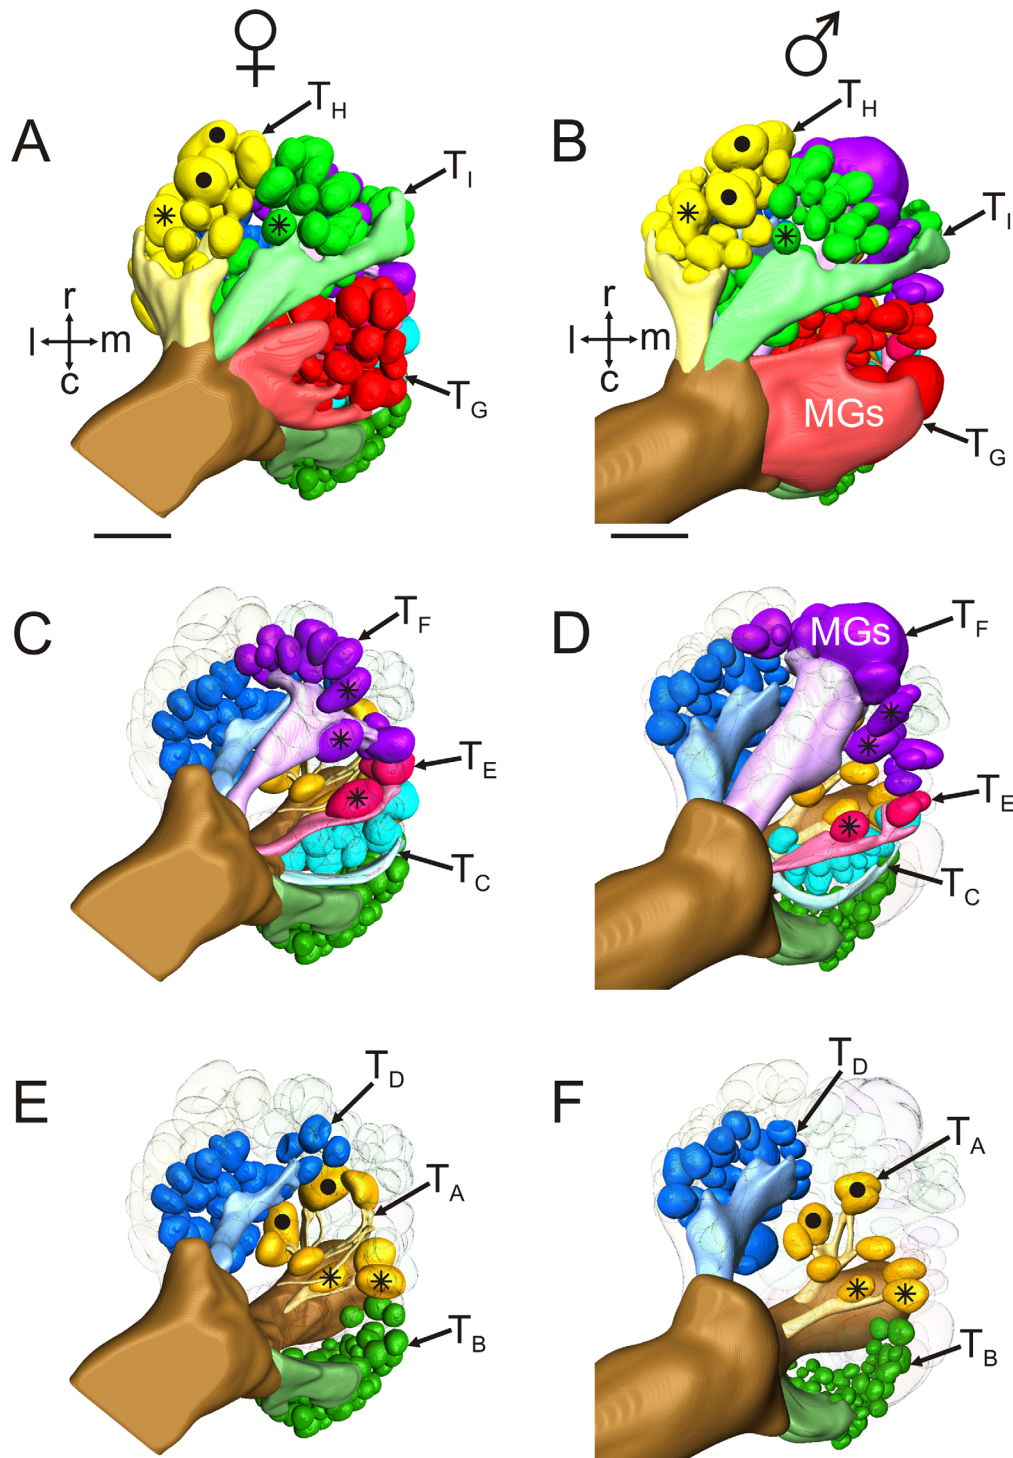 ♀ ♂
A
T_H
T_I
T_G
r
l m
c
B
T_H
T_I
T_G
MGs
r
l m
c
C
T_F
T_E
T_C
D
MGs
T_F
T_E
T_C
E
T_D
T_A
T_B
F
T_D
T_A
T_B